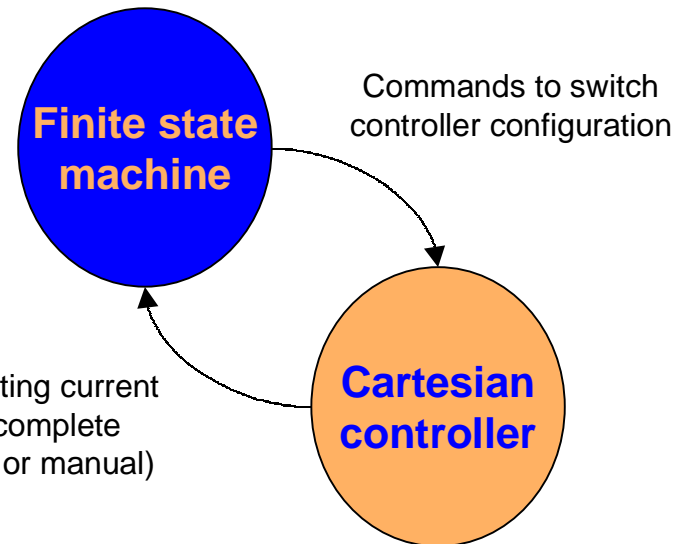 Finite state
machine
Commands to switch
controller configuration
Cartesian
controller
current
complete
or manual)